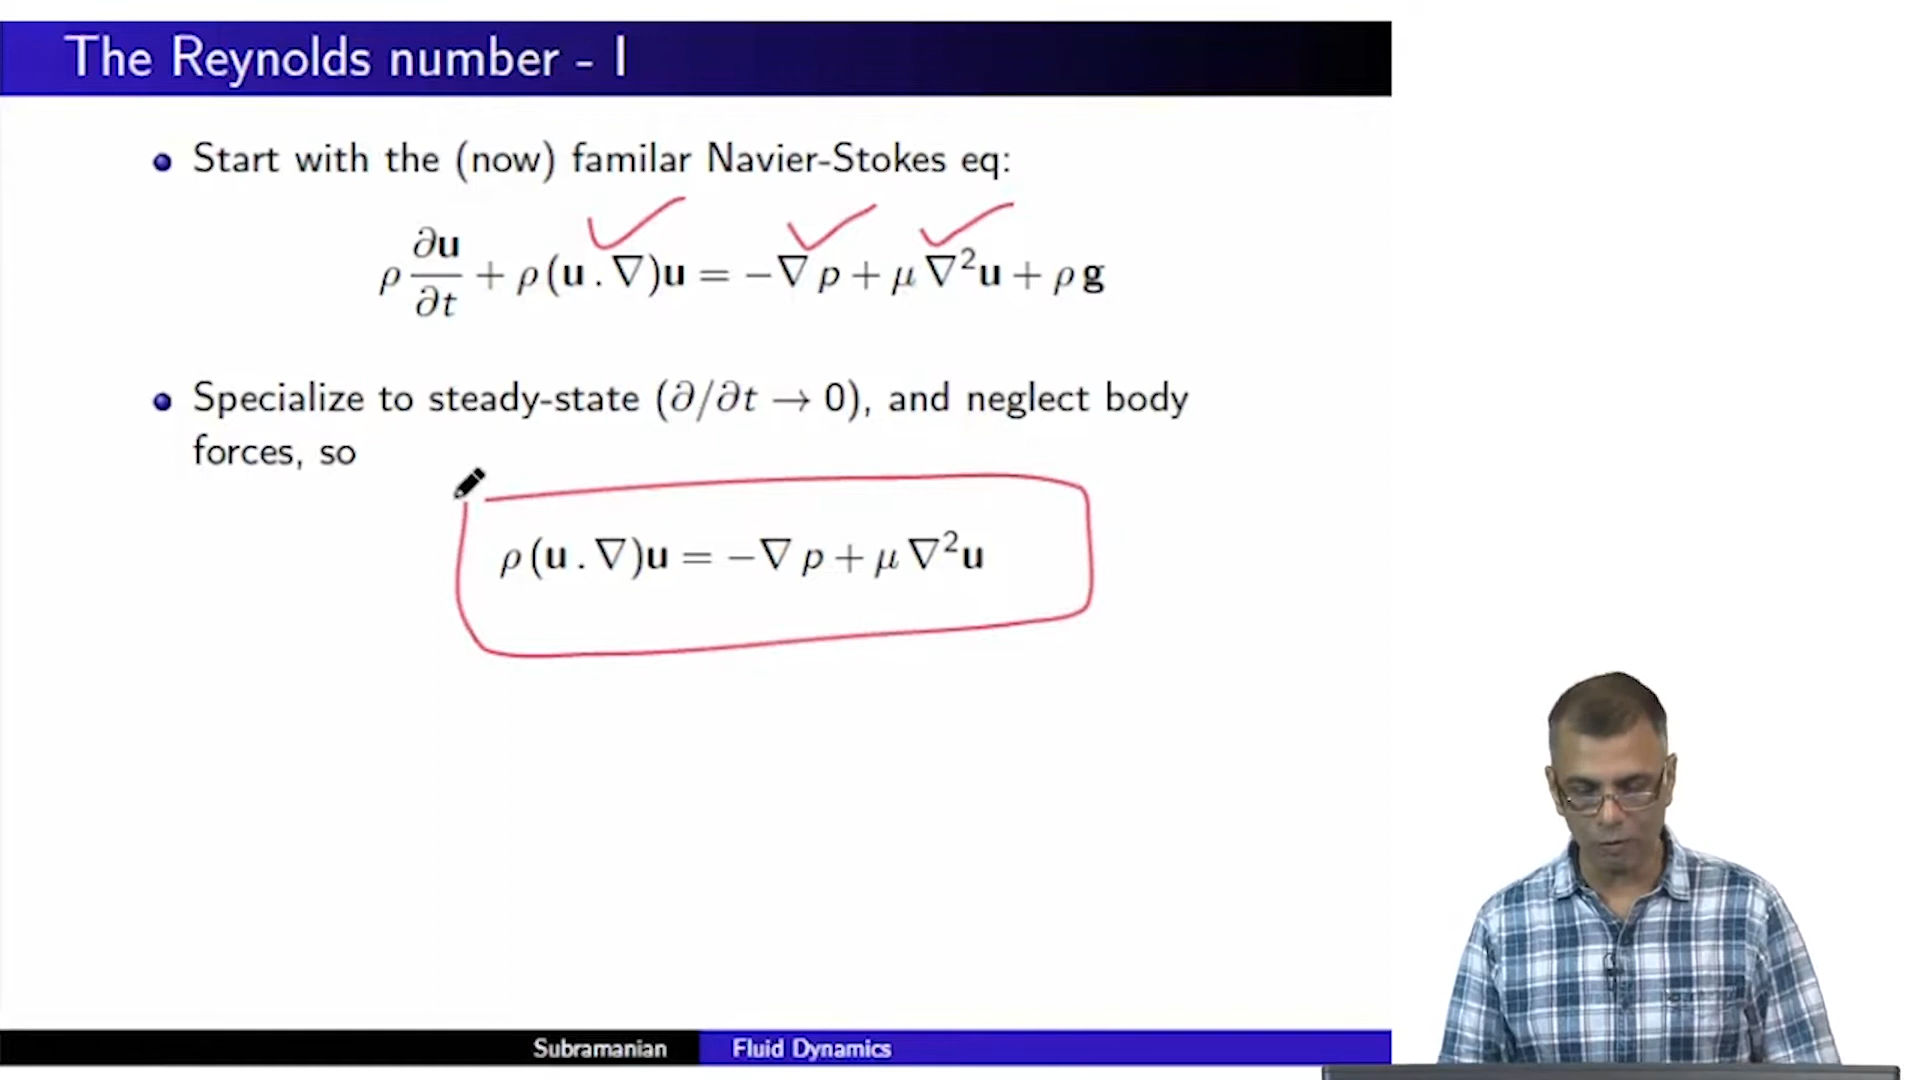 The Reynolds number - I
Start with the (now) familar Navier-Stokes eq:
ρ ∂u/∂t + ρ(u . ∇)u = −∇ p + μ ∇²u + ρ g
Specialize to steady-state (∂/∂t → 0), and neglect body
forces, so
ρ(u . ∇)u = −∇ p + μ ∇²u
Subramanian Fluid Dynamics